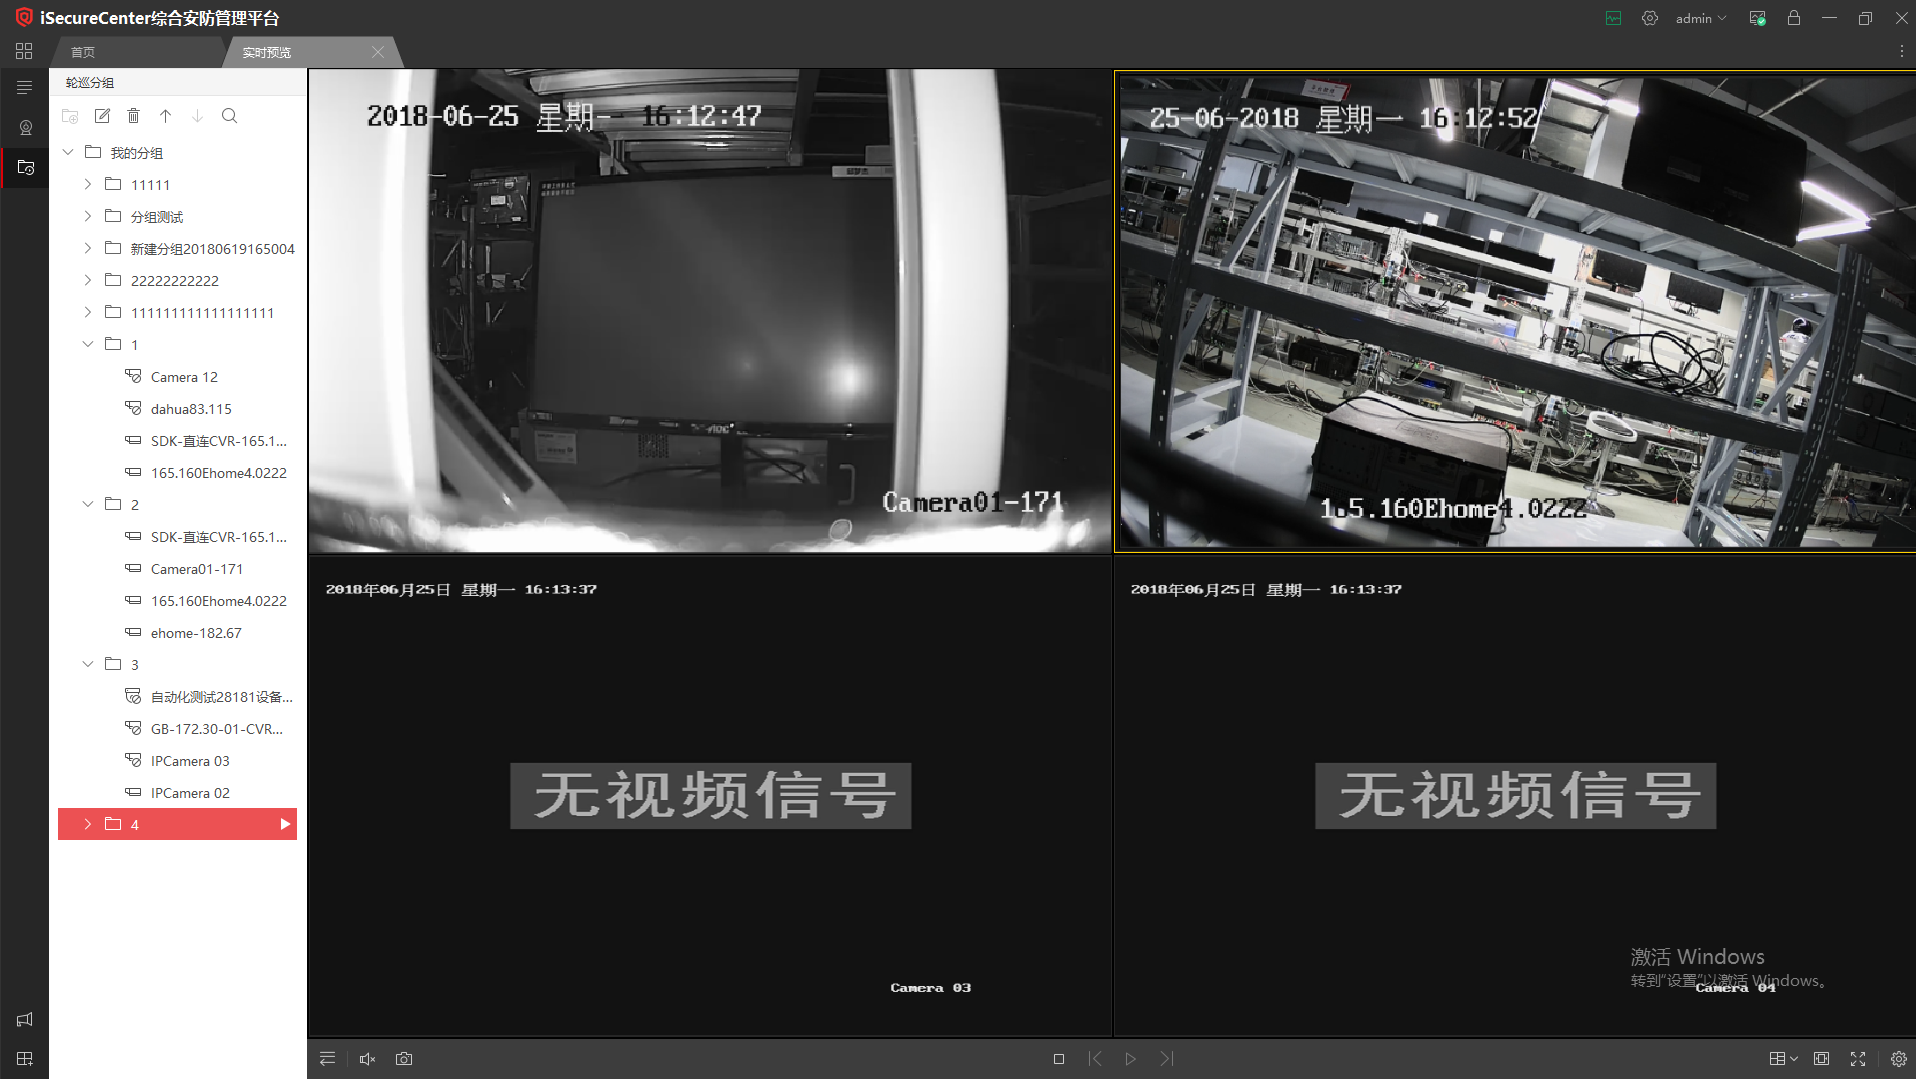 iSecureCenter综合安防管理平台
admin
首页
实时预览
轮巡分组
我的分组
11111
分组测试
新建分组20180619165004
22222222222
111111111111111111
1
Camera 12
dahua83.115
SDK-直连CVR-165.1...
165.160Ehome4.0222
2
SDK-直连CVR-165.1...
Camera01-171
165.160Ehome4.0222
ehome-182.67
3
自动化测试28181设备...
GB-172.30-01-CVR...
IPCamera 03
IPCamera 02
4
2018-06-25 星期一 16:12:47
Camera01-171
25-06-2018 星期一 16:12:52
165.160Ehome4.0222
2018年06月25日 星期一 16:13:37
无视频信号
Camera 03
2018年06月25日 星期一 16:13:37
无视频信号
激活 Windows
转到“设置”以激活 Windows。
Camera 04